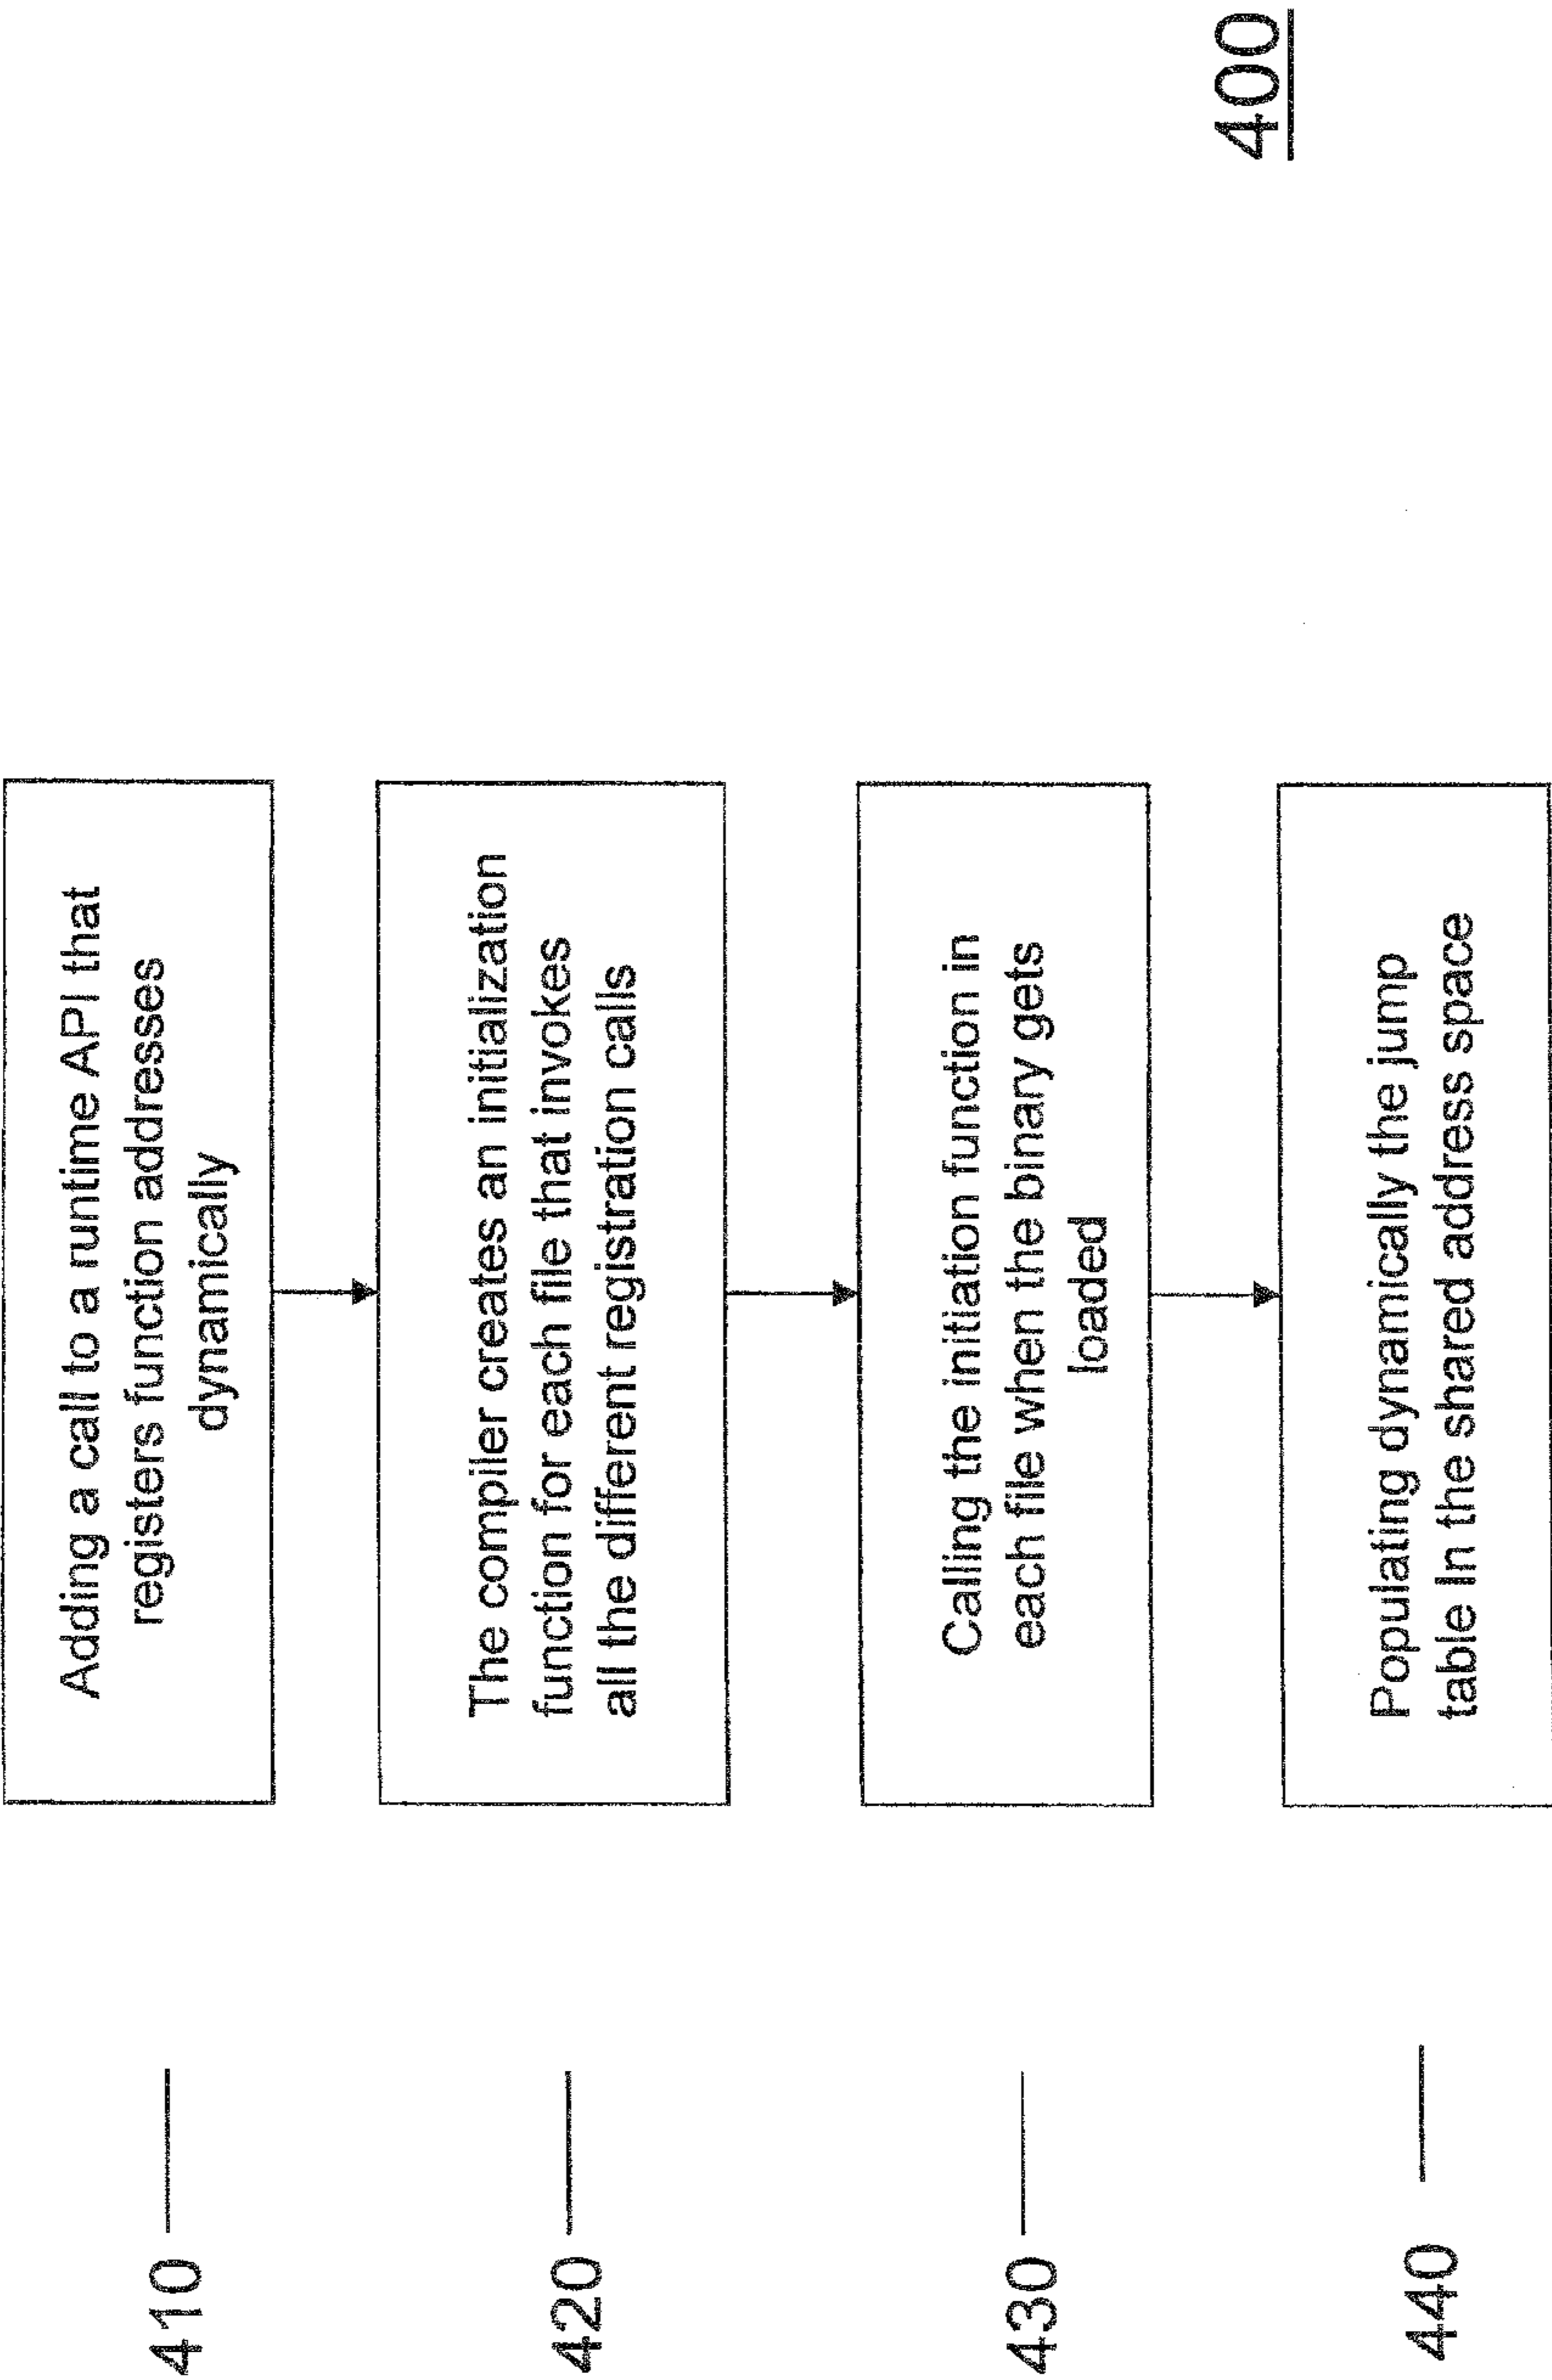 410
Adding a call to a runtime API that
registers function addresses
dynamically
420
The compiler creates an initialization
function for each file that invokes
all the different registration calls
430
Calling the initiation function in
each file when the binary gets
loaded
440
Populating dynamically the jump
table In the shared address space
400